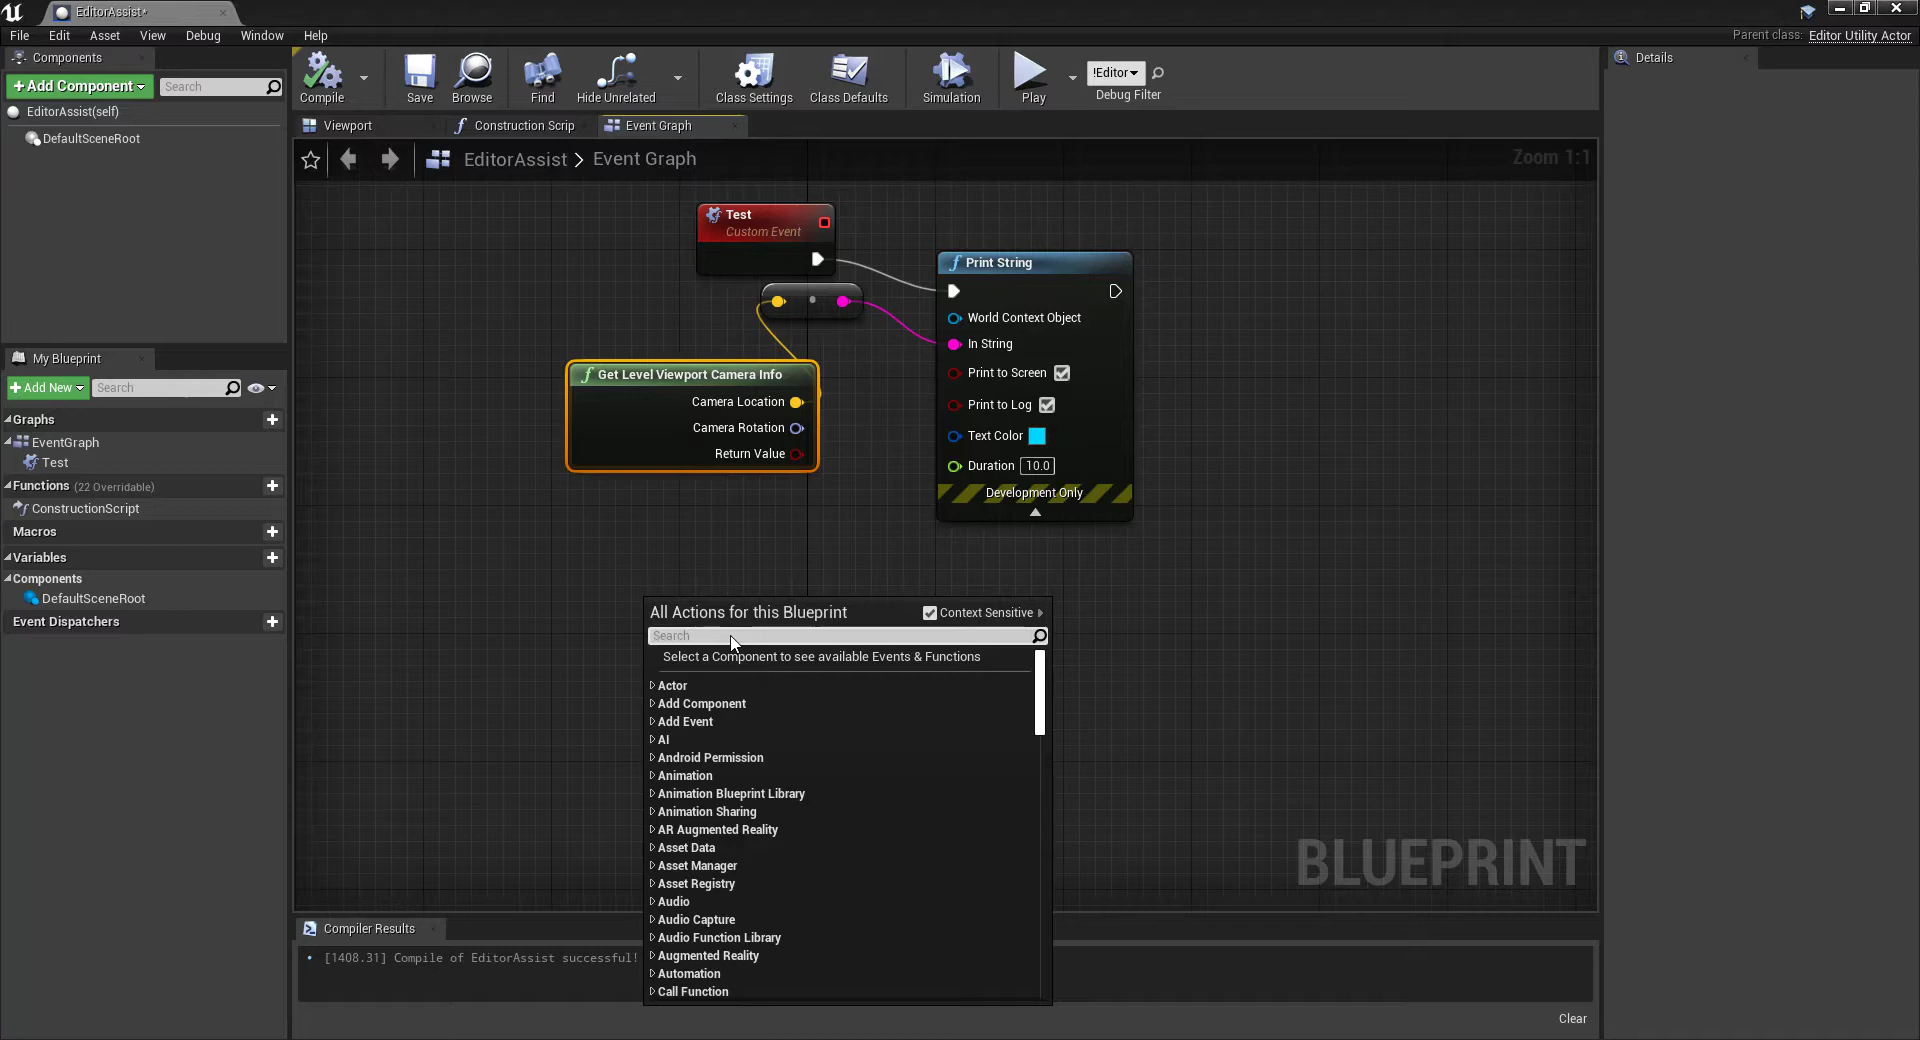 EditorAssist*
File Edit Asset View Debug Window Help
Parent class: Editor Utility Actor
Components
+Add Component
Search
EditorAssist(self)
DefaultSceneRoot
Compile
Save
Browse
Find
Hide Unrelated
Class Settings
Class Defaults
Simulation
Play
!Editor
Debug Filter
Details
Viewport
Construction Scrip
Event Graph
EditorAssist > Event Graph
Zoom 1:1
Test
Custom Event
Print String
World Context Object
In String
Print to Screen
Print to Log
Text Color
Duration 10.0
Development Only
Get Level Viewport Camera Info
Camera Location
Camera Rotation
Return Value
My Blueprint
+Add New
Search
Graphs
EventGraph
Test
Functions (22 Overridable)
ConstructionScript
Macros
Variables
Components
DefaultSceneRoot
Event Dispatchers
All Actions for this Blueprint
Context Sensitive
Search
Select a Component to see available Events & Functions
Actor
Add Component
Add Event
AI
Android Permission
Animation
Animation Blueprint Library
Animation Sharing
AR Augmented Reality
Asset Data
Asset Manager
Asset Registry
Audio
Audio Capture
Audio Function Library
Augmented Reality
Automation
Call Function
BLUEPRINT
Compiler Results
[1408.31] Compile of EditorAssist successful!
Clear